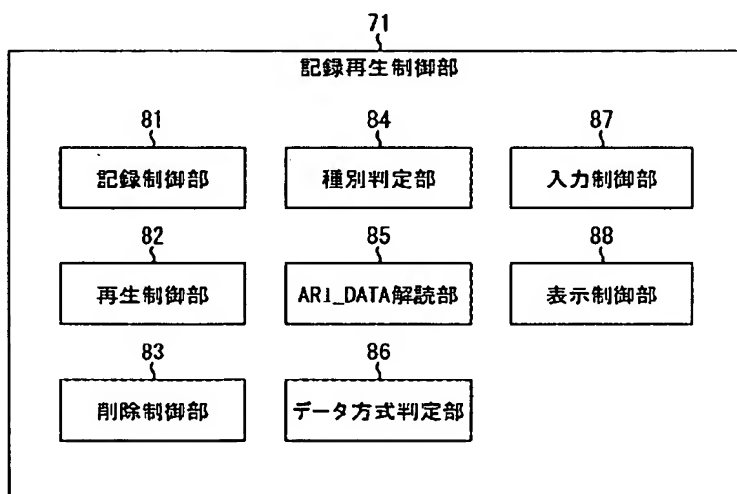 71
記録再生制御部
81 84 87
記録制御部 種別判定部 入力制御部
82 85 88
再生制御部 AR1_DATA解読部 表示制御部
83 86
削除制御部 データ方式判定部